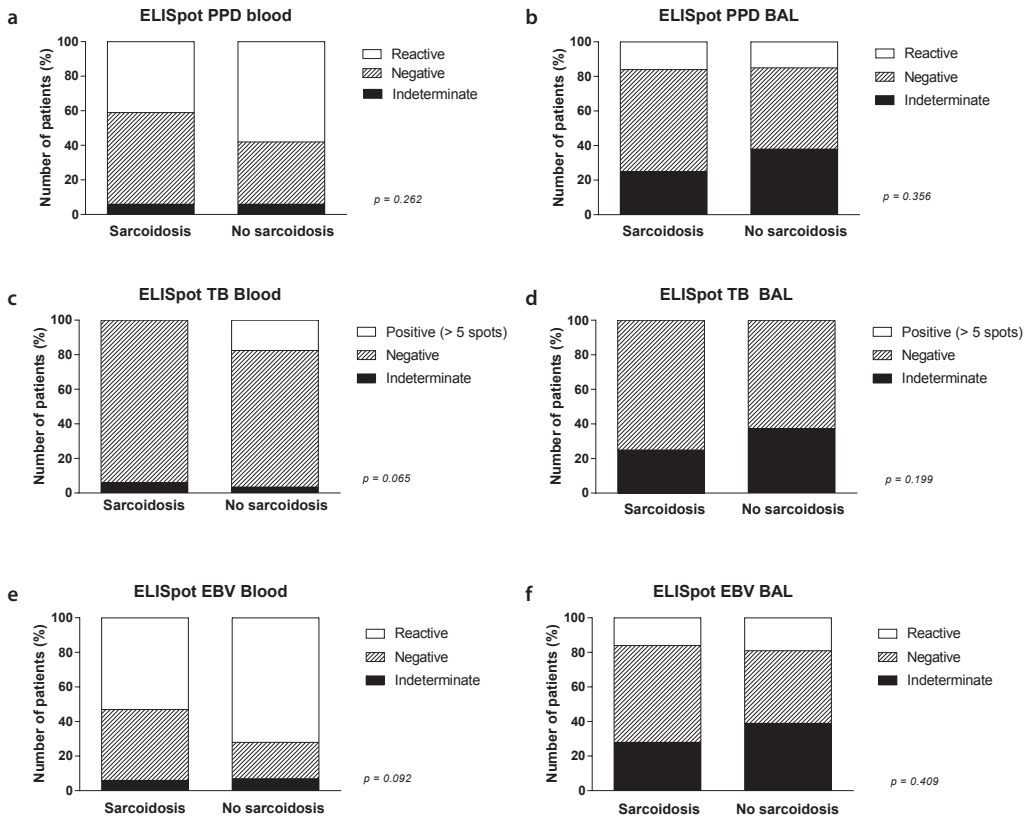 a
ELISpot PPD blood
Number of patients (%)
100
80
60
40
20
0
Sarcoidosis
No sarcoidosis
Reactive
Negative
Indeterminate
p = 0.262
b
ELISpot PPD BAL
Number of patients (%)
100
80
60
40
20
0
Sarcoidosis
No sarcoidosis
Reactive
Negative
Indeterminate
p = 0.356
c
ELISpot TB Blood
Number of patients (%)
100
80
60
40
20
0
Sarcoidosis
No sarcoidosis
Positive (> 5 spots)
Negative
Indeterminate
p = 0.065
d
ELISpot TB BAL
Number of patients (%)
100
80
60
40
20
0
Sarcoidosis
No sarcoidosis
Positive (> 5 spots)
Negative
Indeterminate
p = 0.199
e
ELISpot EBV Blood
Number of patients (%)
100
80
60
40
20
0
Sarcoidosis
No sarcoidosis
Reactive
Negative
Indeterminate
p = 0.092
f
ELISpot EBV BAL
Number of patients (%)
100
80
60
40
20
0
Sarcoidosis
No sarcoidosis
Reactive
Negative
Indeterminate
p = 0.409